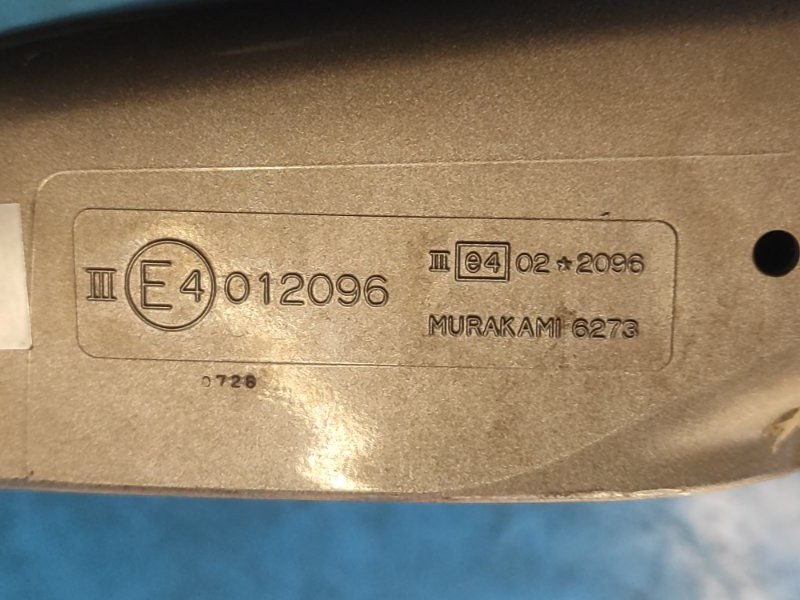 III E4 012096
III e4 02 ★ 2096
MURAKAMI 6273
0728